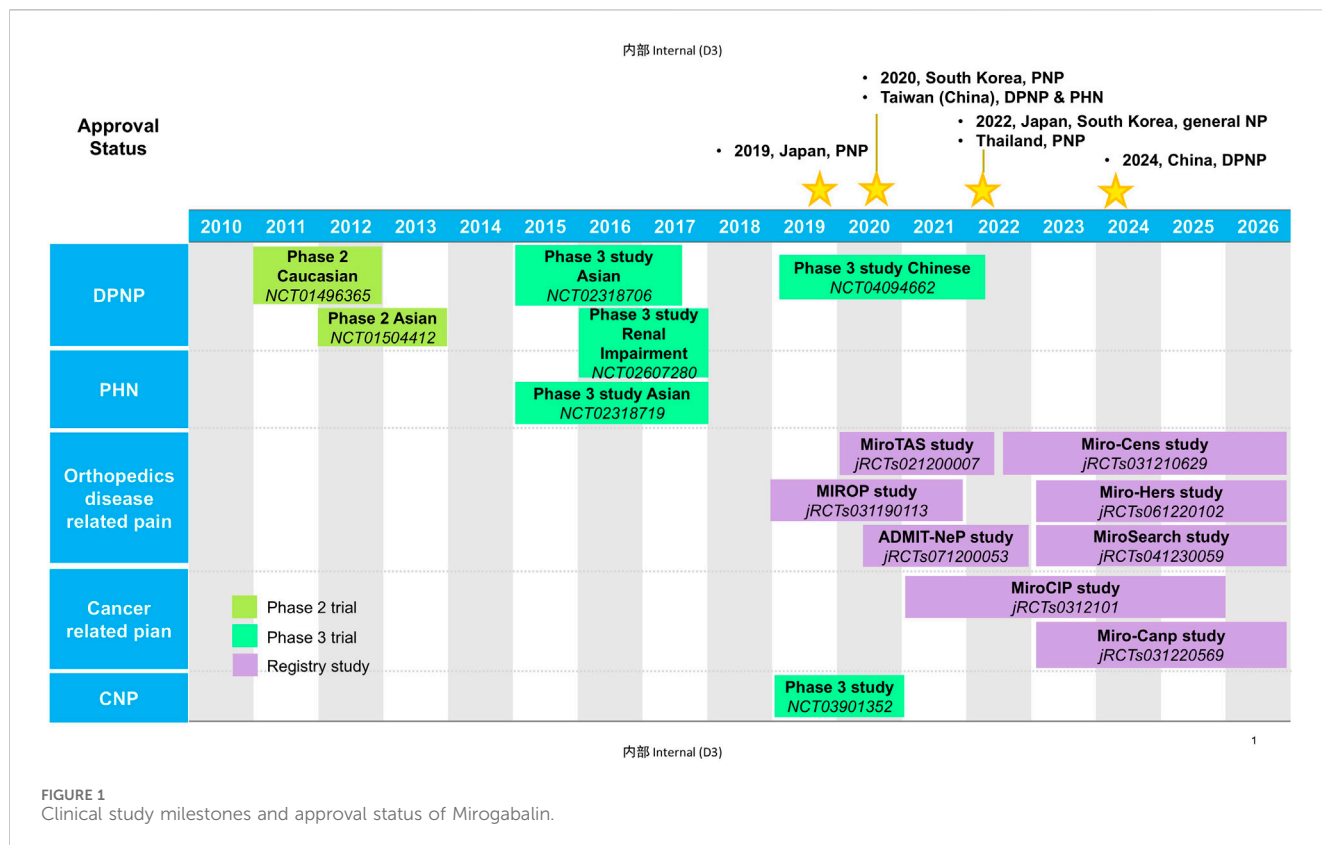 内部 Internal (D3)
• 2020, South Korea, PNP
• Taiwan (China), DPNP & PHN
• 2022, Japan, South Korea, general NP
• Thailand, PNP
• 2019, Japan, PNP
• 2024, China, DPNP
Approval
Status
2010 2011 2012 2013 2014 2015 2016 2017 2018 2019 2020 2021 2022 2023 2024 2025 2026
DPNP
Phase 2
Caucasian
NCT01496365
Phase 2 Asian
NCT01504412
Phase 3 study
Asian
NCT02318706
Phase 3 study
Renal
Impairment
NCT02607280
Phase 3 study Chinese
NCT04094662
PHN
Phase 3 study Asian
NCT02318719
Orthopedics
disease
related pain
MiroTAS study
jRCTs021200007
Miro-Cens study
jRCTs031210629
MIROP study
jRCTs031190113
Miro-Hers study
jRCTs061220102
ADMIT-NeP study
jRCTs071200053
MiroSearch study
jRCTs041230059
Cancer
related pian
MiroCIP study
jRCTs0312101
Miro-Canp study
jRCTs031220569
Phase 2 trial
Phase 3 trial
Registry study
CNP
Phase 3 study
NCT03901352
1
内部 Internal (D3)
FIGURE 1
Clinical study milestones and approval status of Mirogabalin.